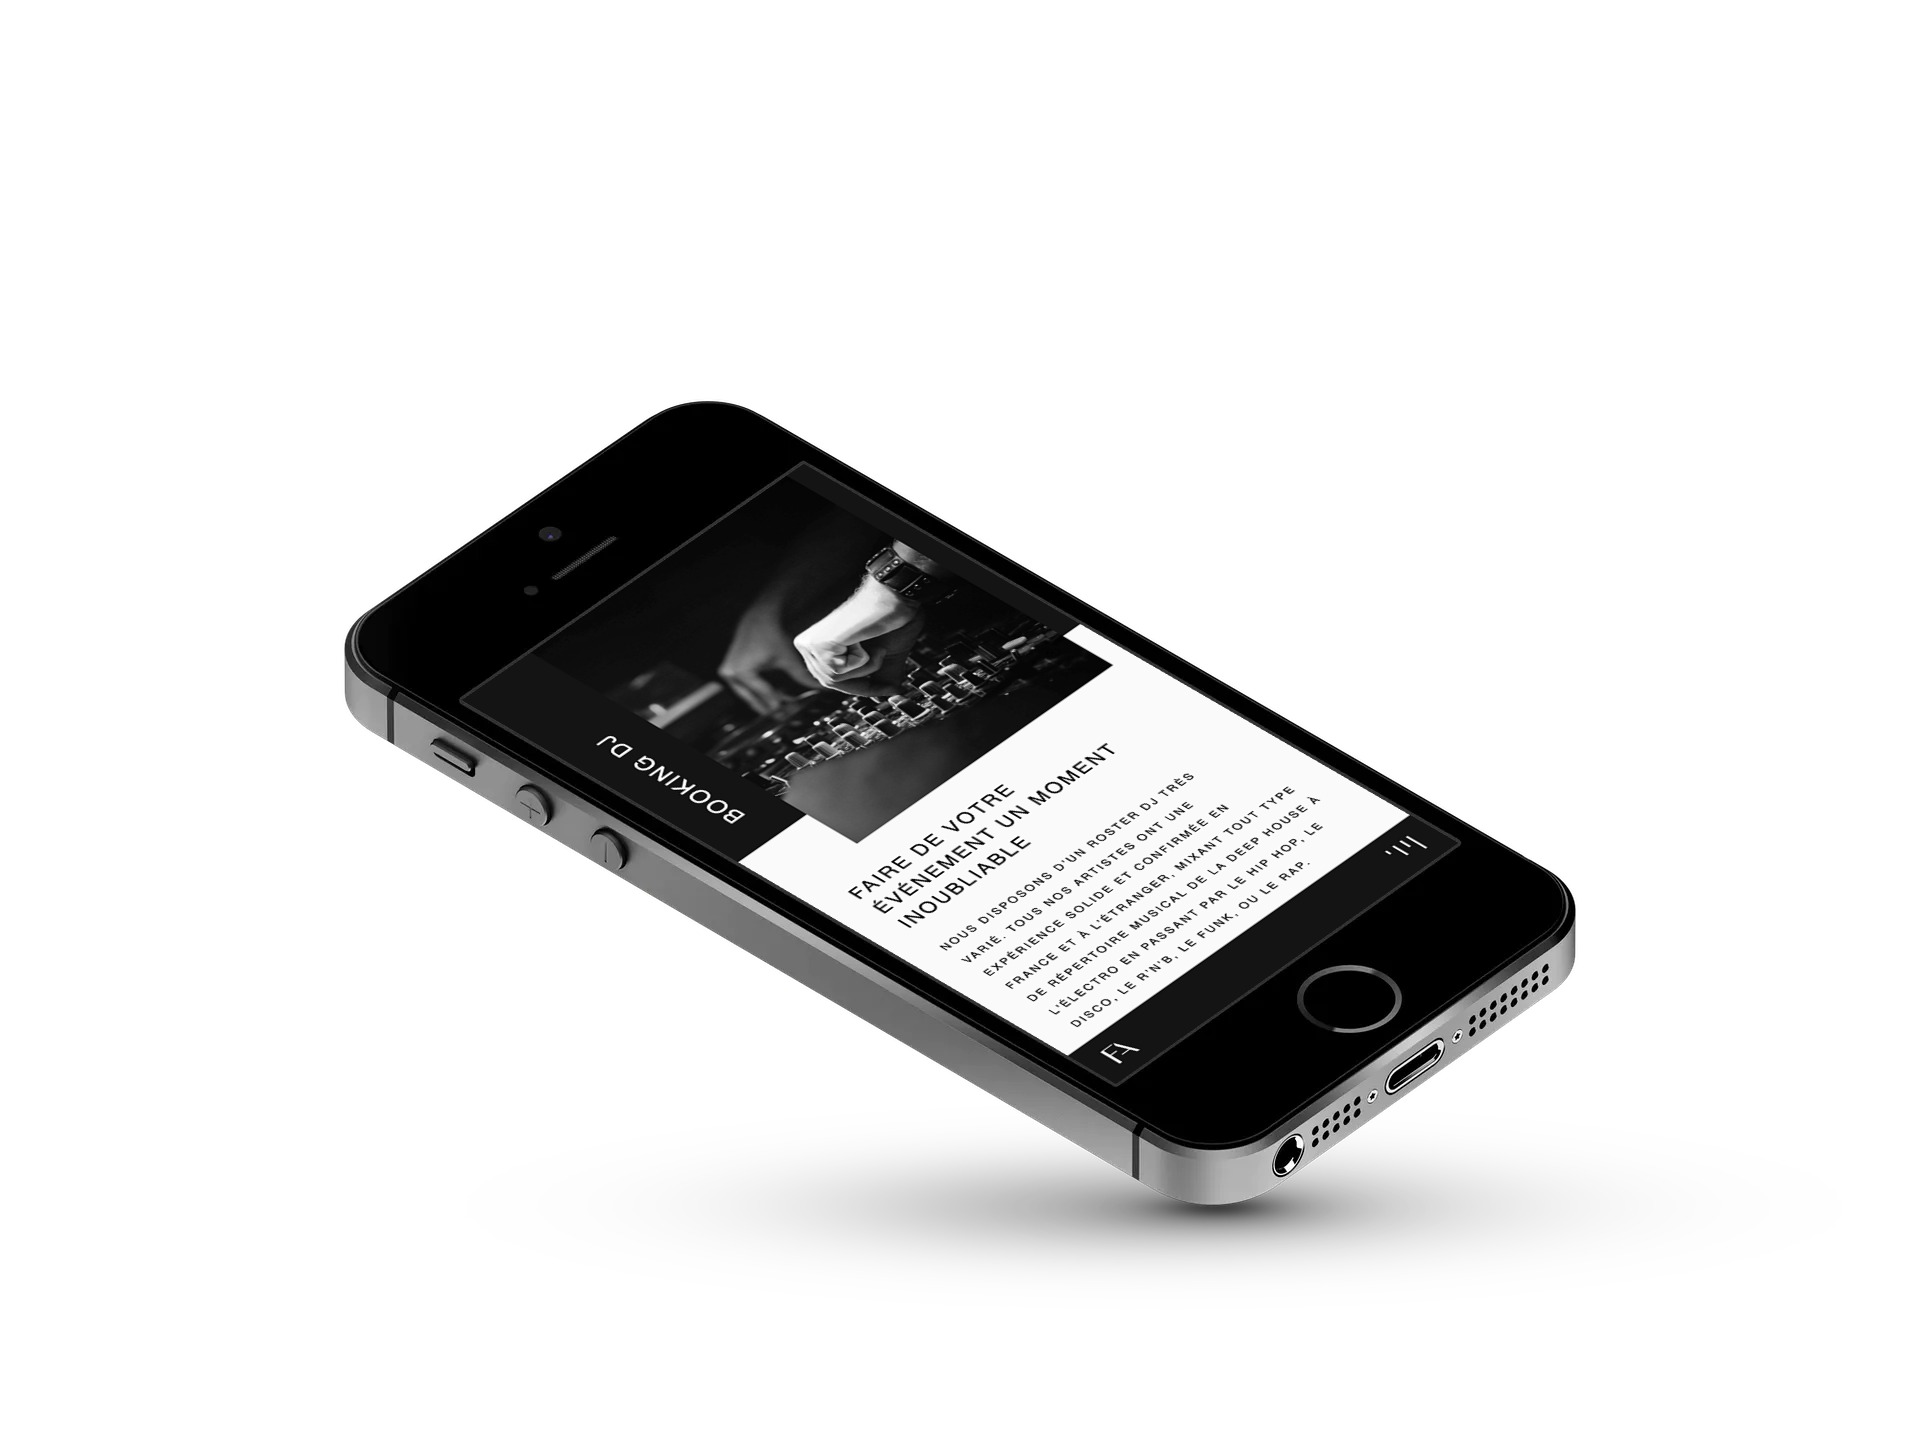 BOOKING DJ
FAIRE DE VOTRE
ÉVÉNEMENT UN MOMENT
INOUBLIABLE
NOUS DISPOSONS D'UN ROSTER DJ TRÈS
VARIÉ. TOUS NOS ARTISTES ONT UNE
EXPÉRIENCE SOLIDE ET CONFIRMÉE EN
FRANCE ET À L'ÉTRANGER, MIXANT TOUT TYPE
DE RÉPERTOIRE MUSICAL DE LA DEEP HOUSE À
L'ÉLECTRO EN PASSANT PAR LE HIP HOP, LE
DISCO, LE R'N'B, LE FUNK, OU LE RAP.
FA